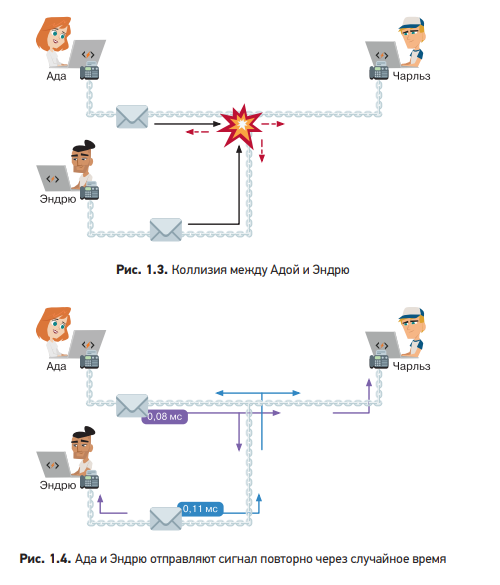 Ада
Чарльз
Эндрю
Рис. 1.3. Коллизия между Адой и Эндрю
Ада
Чарльз
0,08 мс
Эндрю
0,11 мс
Рис. 1.4. Ада и Эндрю отправляют сигнал повторно через случайное время